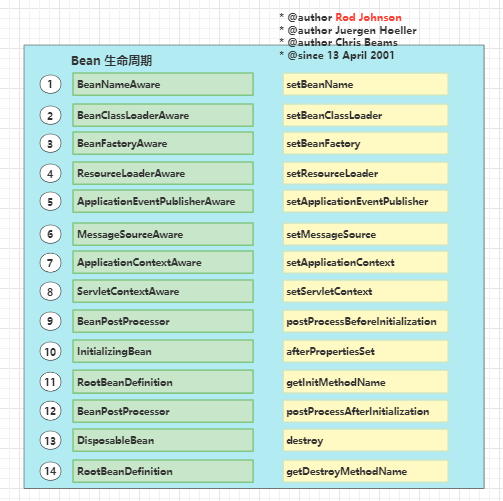 * @author Rod Johnson
* @author Juergen Hoeller
* @author Chris Beams
* @since 13 April 2001
Bean 生命周期
1 BeanNameAware setBeanName
2 BeanClassLoaderAware setBeanClassLoader
3 BeanFactoryAware setBeanFactory
4 ResourceLoaderAware setResourceLoader
5 ApplicationEventPublisherAware setApplicationEventPublisher
6 MessageSourceAware setMessageSource
7 ApplicationContextAware setApplicationContext
8 ServletContextAware setServletContext
9 BeanPostProcessor postProcessBeforeInitialization
10 InitializingBean afterPropertiesSet
11 RootBeanDefinition getInitMethodName
12 BeanPostProcessor postProcessAfterInitialization
13 DisposableBean destroy
14 RootBeanDefinition getDestroyMethodName